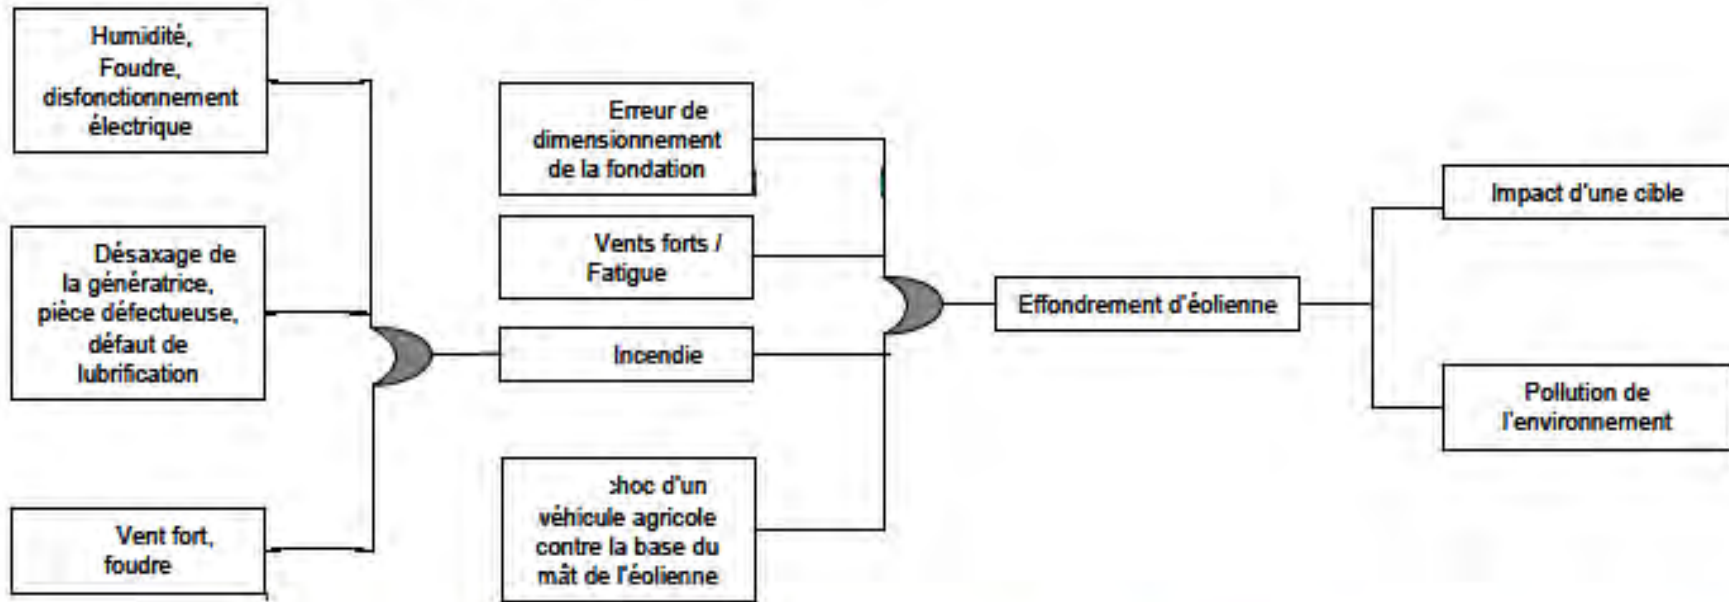 Humidité,
Foudre,
disfonctionnement
électrique
Désaxage de
la génératrice,
pièce défectueuse,
défaut de
lubrification
Vent fort,
foudre
Erreur de
dimensionnement
de la fondation
Vents forts /
Fatigue
Incendie
choc d'un
véhicule agricole
contre la base du
mât de l'éolienne
Effondrement d'éolienne
Impact d'une cible
Pollution de
l'environnement